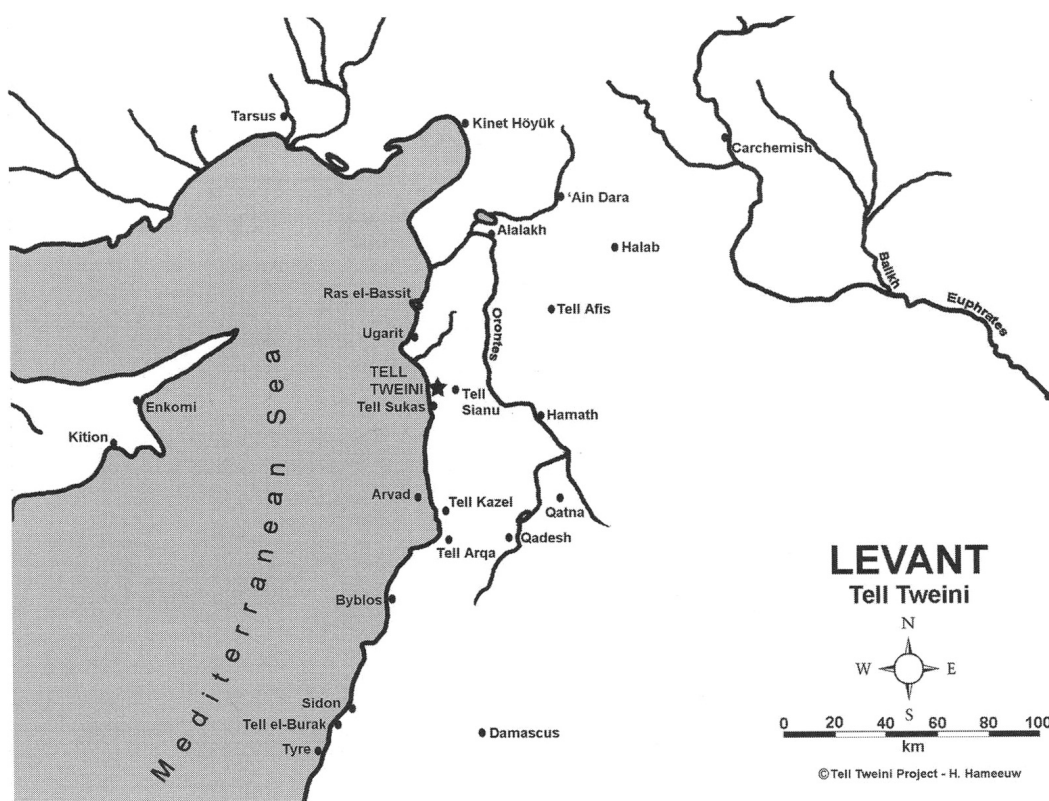 Tarsus
Kinet Höyük
Carchemish
‘Ain Dara
Alalakh
Halab
Balikh
Euphrates
Ras el-Bassit
Tell Afis
Orontes
Ugarit
TELL
TWEINI
Tell
Sianu
Tell Sukas
Hamath
Enkomi
Kition
Mediterranean Sea
Arvad
Tell Kazel
Qatna
Tell Arqa
Qadesh
Byblos
Sidon
Tell el-Burak
Tyre
Damascus
LEVANT
Tell Tweini
N
W E
S
0 20 40 60 80 100
km
©Tell Tweini Project - H. Hameeuw